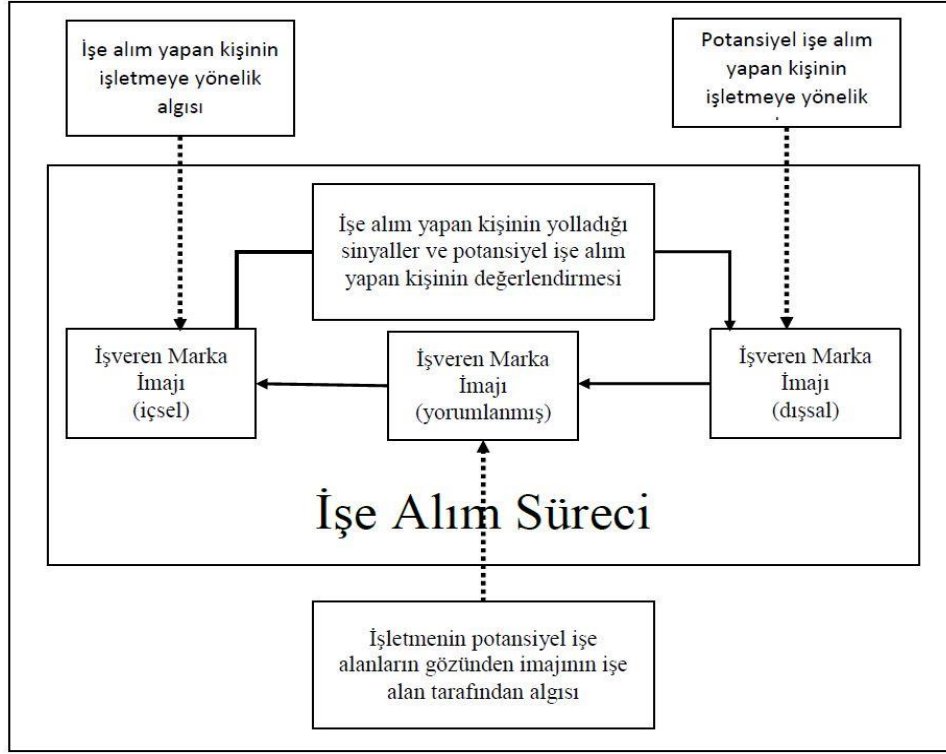 İşe alım yapan kişinin
işletmeye yönelik
algısı
Potansiyel işe alım
yapan kişinin
işletmeye yönelik
İşe alım yapan kişinin yolladığı
sinyaller ve potansiyel işe alım
yapan kişinin değerlendirmesi
İşveren Marka
İmajı
(içsel)
İşveren Marka
İmajı
(yorumlanmış)
İşveren Marka
İmajı
(dışsal)
İşe Alım Süreci
İşletmenin potansiyel işe
alanların gözünden imajının işe
alan tarafından algısı